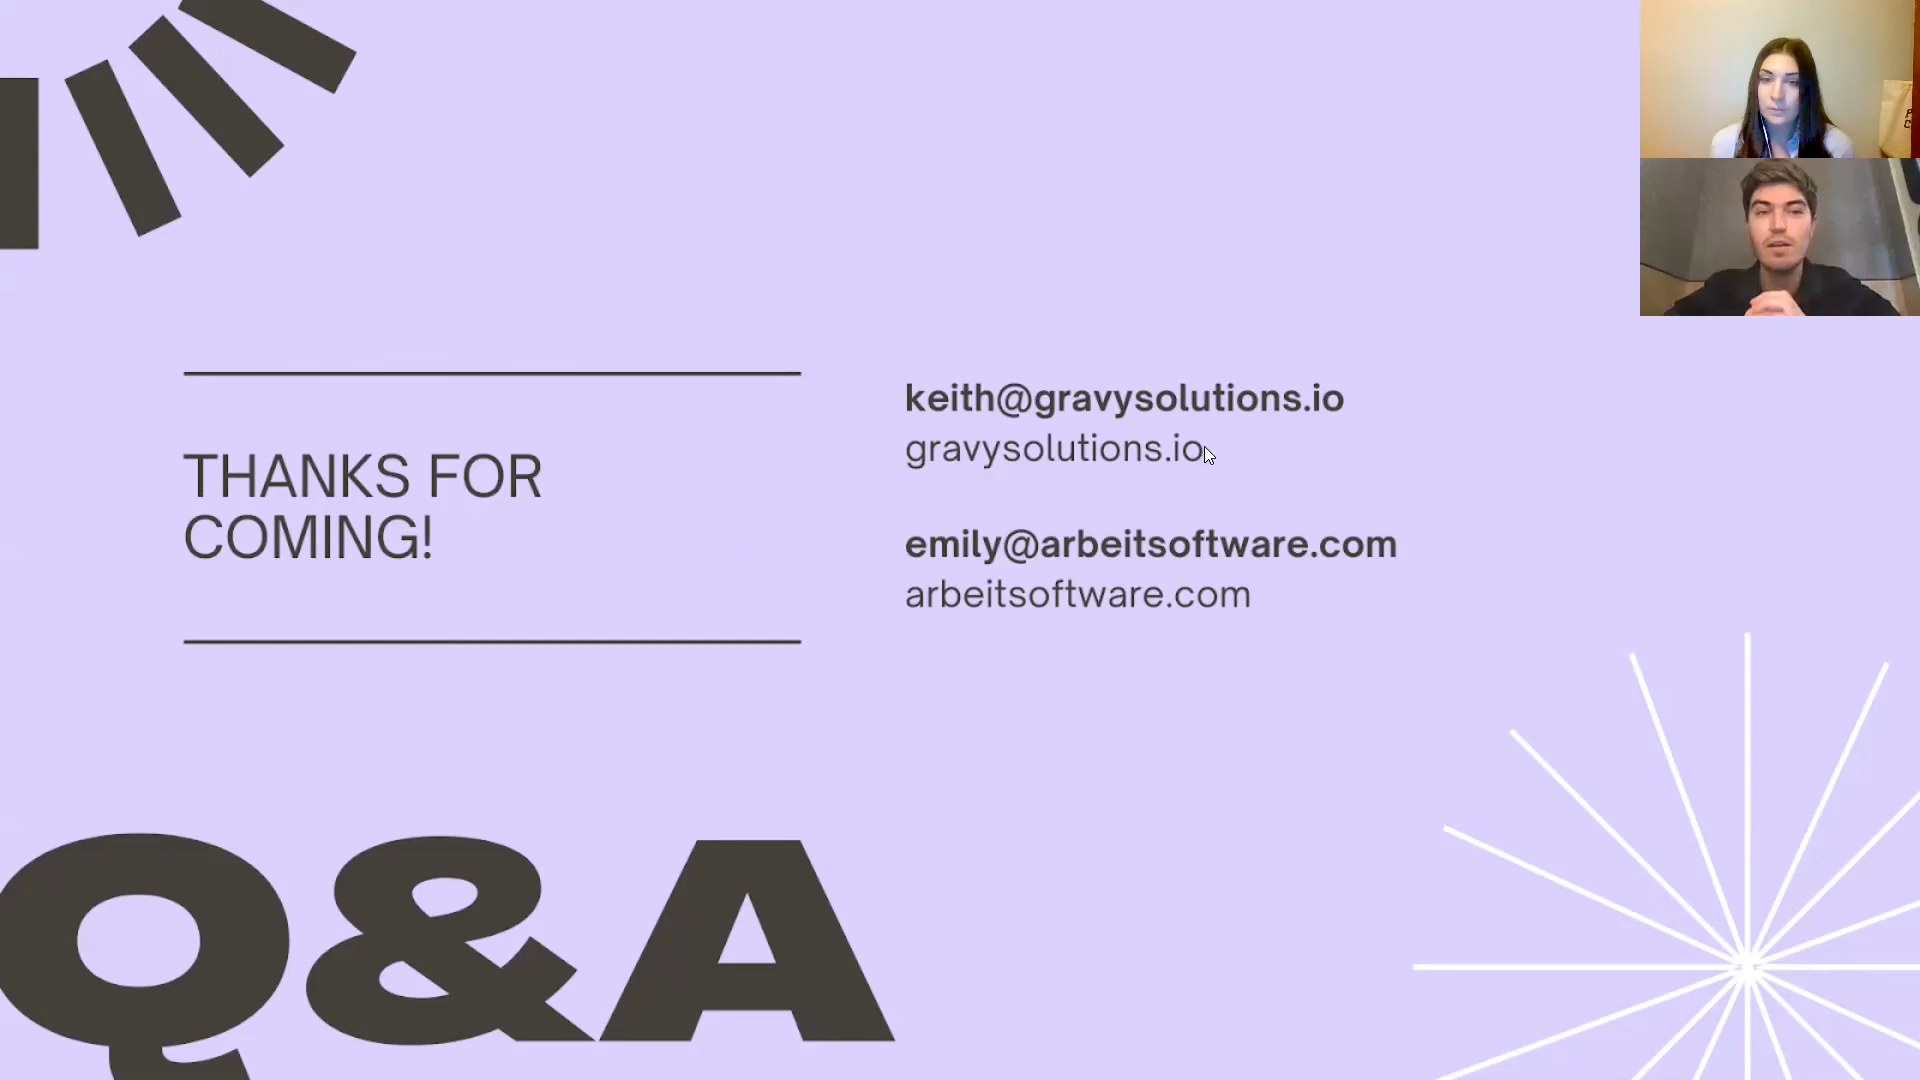 THANKS FOR
COMING!
keith@gravysolutions.io
gravysolutions.io
emily@arbeitsoftware.com
arbeitsoftware.com
Q&A